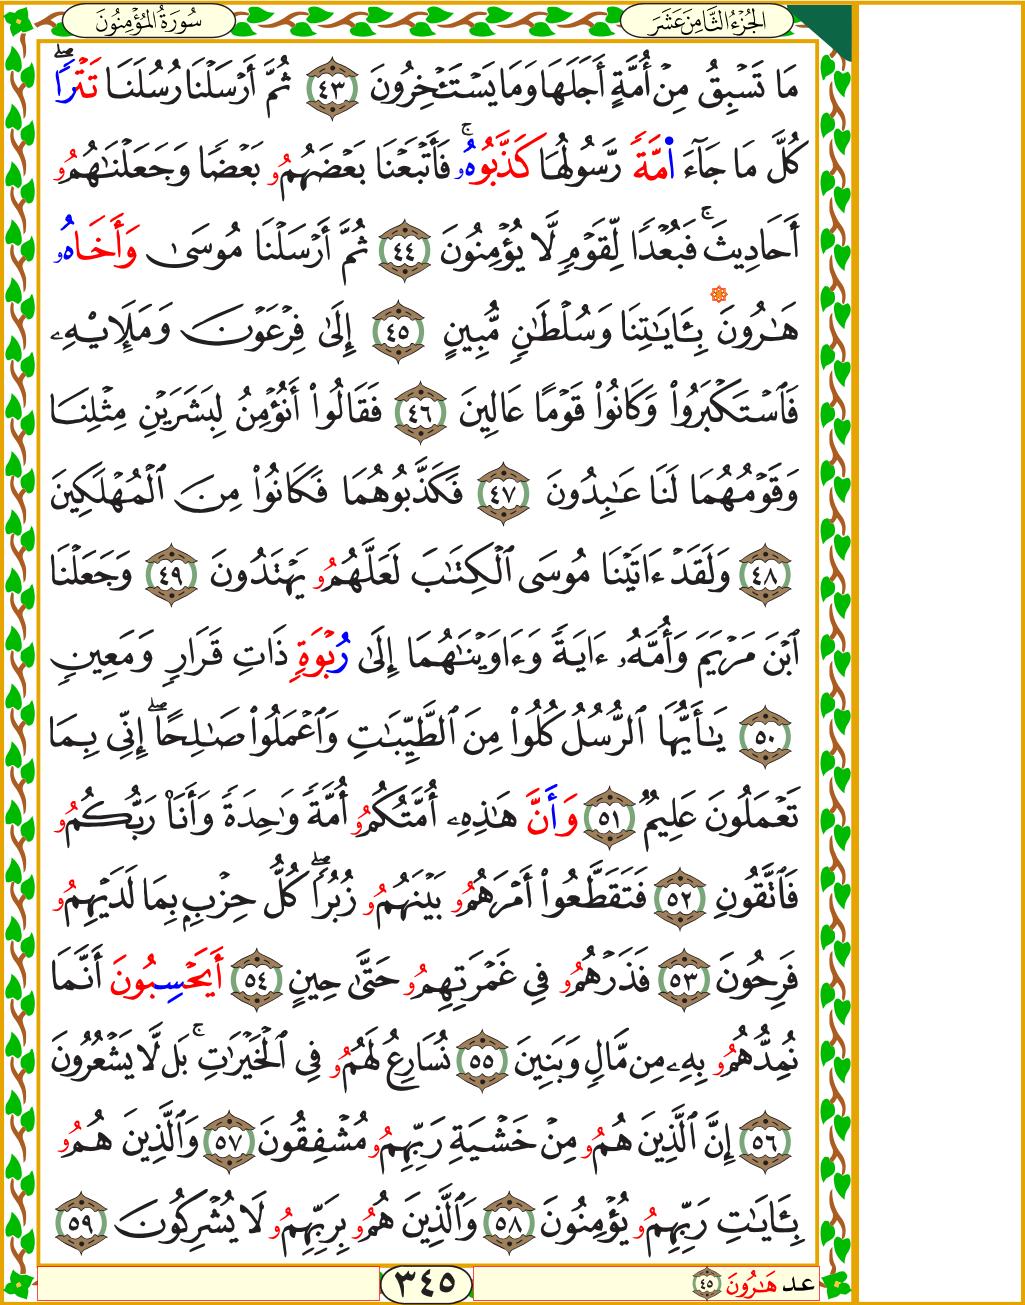 الجُزْءُ الثَّامِنَ عَشَرَ
سُورَةُ المُؤْمِنُونَ
مَا تَسْبِقُ مِنْ أُمَّةٍ أَجَلَهَا وَمَا يَسْتَـْٔخِرُونَ ٤٣ ثُمَّ أَرْسَلْنَا رُسُلَنَا تَتْرًاۖ
كُلَّ مَا جَآءَ ا۟مَّةً رَّسُولُهَا كَذَّبُوهُۥۚ فَأَتْبَعْنَا بَعْضَهُمُۥ بَعْضًا وَجَعَلْنَٰهُمُۥ
أَحَادِيثَۚ فَبُعْدًا لِّقَوْمٍ لَّا يُؤْمِنُونَ ٤٤ ثُمَّ أَرْسَلْنَا مُوسَىٰ وَأَخَاهُۥ
هَٰرُونَ بِـَٔايَٰتِنَا وَسُلْطَٰنٍ مُّبِينٍ ٤٥ إِلَىٰ فِرْعَوْنَ وَمَلَإِي۟هِۦ
فَٱسْتَكْبَرُوا۟ وَكَانُوا۟ قَوْمًا عَالِينَ ٤٦ فَقَالُوٓا۟ أَنُؤْمِنُ لِبَشَرَيْنِ مِثْلِنَا
وَقَوْمُهُمَا لَنَا عَٰبِدُونَ ٤٧ فَكَذَّبُوهُمَا فَكَانُوا۟ مِنَ ٱلْمُهْلَكِينَ
٤٨ وَلَقَدْ ءَاتَيْنَا مُوسَى ٱلْكِتَٰبَ لَعَلَّهُمُۥ يَهْتَدُونَ ٤٩ وَجَعَلْنَا
ٱبْنَ مَرْيَمَ وَأُمَّهُۥ ءَايَةً وَءَاوَيْنَٰهُمَا إِلَىٰ رُبْوَةٍ ذَاتِ قَرَارٍ وَمَعِينٍ
٥٠ يَٰٓأَيُّهَا ٱلرُّسُلُ كُلُوا۟ مِنَ ٱلطَّيِّبَٰتِ وَٱعْمَلُوا۟ صَٰلِحًاۖ إِنِّى بِمَا
تَعْمَلُونَ عَلِيمٌ ٥١ وَأَنَّ هَٰذِهِۦ أُمَّتُكُمُۥ أُمَّةً وَٰحِدَةً وَأَنَا۠ رَبُّكُمُۥ
فَٱتَّقُونِ ٥٢ فَتَقَطَّعُوا۟ أَمْرَهُمُۥ بَيْنَهُمُۥ زُبُرًاۖ كُلُّ حِزْبٍ بِمَا لَدَيْهِمُۥ
فَرِحُونَ ٥٣ فَذَرْهُمُۥ فِى غَمْرَتِهِمُۥ حَتَّىٰ حِينٍ ٥٤ أَيَحْسِبُونَ أَنَّمَا
نُمِدُّهُمُۥ بِهِۦ مِن مَّالٍ وَبَنِينَ ٥٥ نُسَارِعُ لَهُمُۥ فِى ٱلْخَيْرَٰتِۚ بَل لَّا يَشْعُرُونَ
٥٦ إِنَّ ٱلَّذِينَ هُمُۥ مِنْ خَشْيَةِ رَبِّهِمُۥ مُشْفِقُونَ ٥٧ وَٱلَّذِينَ هُمُۥ
بِـَٔايَٰتِ رَبِّهِمُۥ يُؤْمِنُونَ ٥٨ وَٱلَّذِينَ هُمُۥ بِرَبِّهِمُۥ لَا يُشْرِكُونَ ٥٩
عد هَٰرُونَ ٤٥
٣٤٥